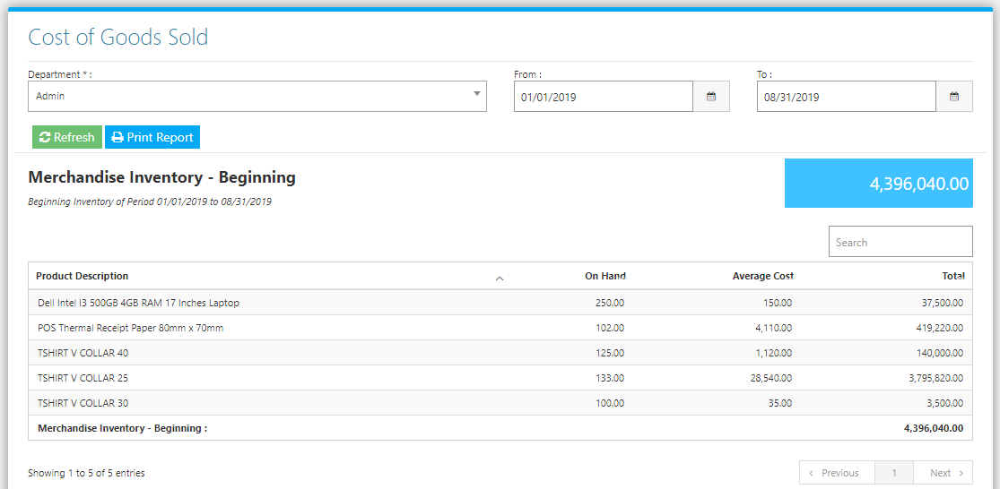 Cost of Goods Sold
Department * :
From :
To :
Admin
01/01/2019
08/31/2019
Refresh
Print Report
Merchandise Inventory - Beginning
4,396,040.00
Beginning Inventory of Period 01/01/2019 to 08/31/2019
Search
Product Description On Hand Average Cost Total
Dell Intel I3 500GB 4GB RAM 17 Inches Laptop 250.00 150.00 37,500.00
POS Thermal Receipt Paper 80mm x 70mm 102.00 4,110.00 419,220.00
TSHIRT V COLLAR 40 125.00 1,120.00 140,000.00
TSHIRT V COLLAR 25 133.00 28,540.00 3,795,820.00
TSHIRT V COLLAR 30 100.00 35.00 3,500.00
Merchandise Inventory - Beginning : 4,396,040.00
Showing 1 to 5 of 5 entries
Previous 1 Next